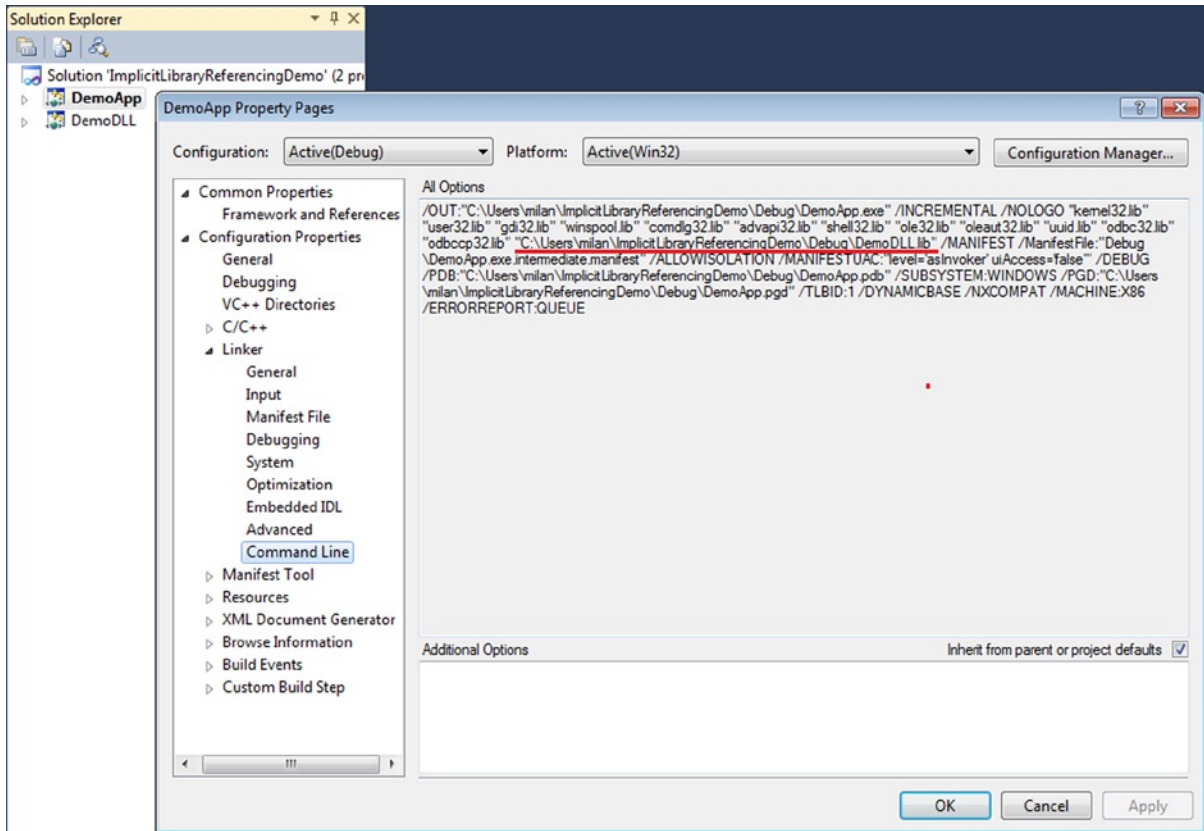 Solution Explorer
Solution 'ImplicitLibraryReferencingDemo' (2 pr
DemoApp
DemoDLL
DemoApp Property Pages
Configuration: Active(Debug) Platform: Active(Win32) Configuration Manager...
Common Properties
Framework and References
Configuration Properties
General
Debugging
VC++ Directories
C/C++
Linker
General
Input
Manifest File
Debugging
System
Optimization
Embedded IDL
Advanced
Command Line
Manifest Tool
Resources
XML Document Generator
Browse Information
Build Events
Custom Build Step
All Options
/OUT:"C:\Users\milan\ImplicitLibraryReferencingDemo\Debug\DemoApp.exe" /INCREMENTAL /NOLOGO "kernel32.lib"
"user32.lib" "gdi32.lib" "winspool.lib" "comdlg32.lib" "advapi32.lib" "shell32.lib" "ole32.lib" "oleaut32.lib" "uuid.lib" "odbc32.lib"
"odbccp32.lib" "C:\Users\milan\ImplicitLibraryReferencingDemo\Debug\DemoDLL.lib" /MANIFEST /ManifestFile:"Debug
\DemoApp.exe.intermediate.manifest" /ALLOWISOLATION /MANIFESTUAC:"level='asInvoker' uiAccess='false'" /DEBUG
/PDB:"C:\Users\milan\ImplicitLibraryReferencingDemo\Debug\DemoApp.pdb" /SUBSYSTEM:WINDOWS /PGD:"C:\Users
\milan\ImplicitLibraryReferencingDemo\Debug\DemoApp.pgd" /TLBID:1 /DYNAMICBASE /NXCOMPAT /MACHINE:X86
/ERRORREPORT:QUEUE
Additional Options Inherit from parent or project defaults
OK Cancel Apply